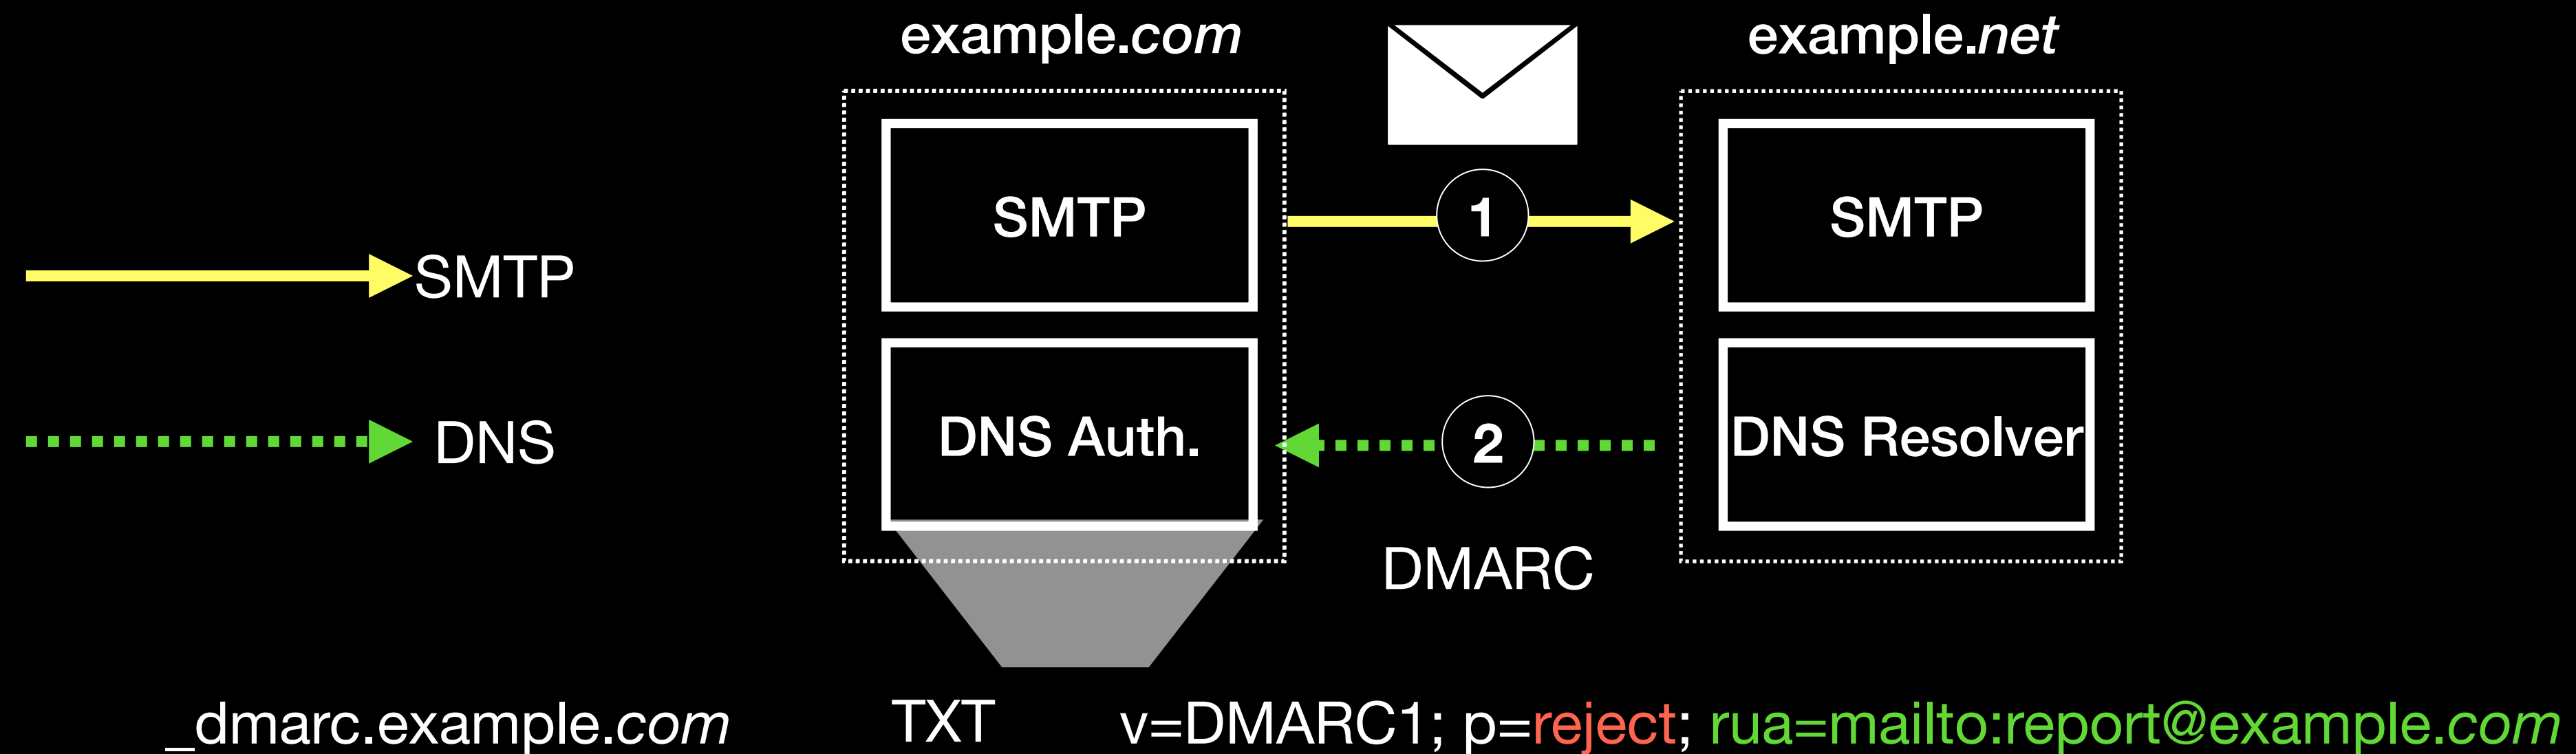 example.com
example.net
SMTP
1
SMTP
SMTP
DNS
DNS Auth.
2
DNS Resolver
DMARC
_dmarc.example.com TXT v=DMARC1; p=reject; rua=mailto:report@example.com